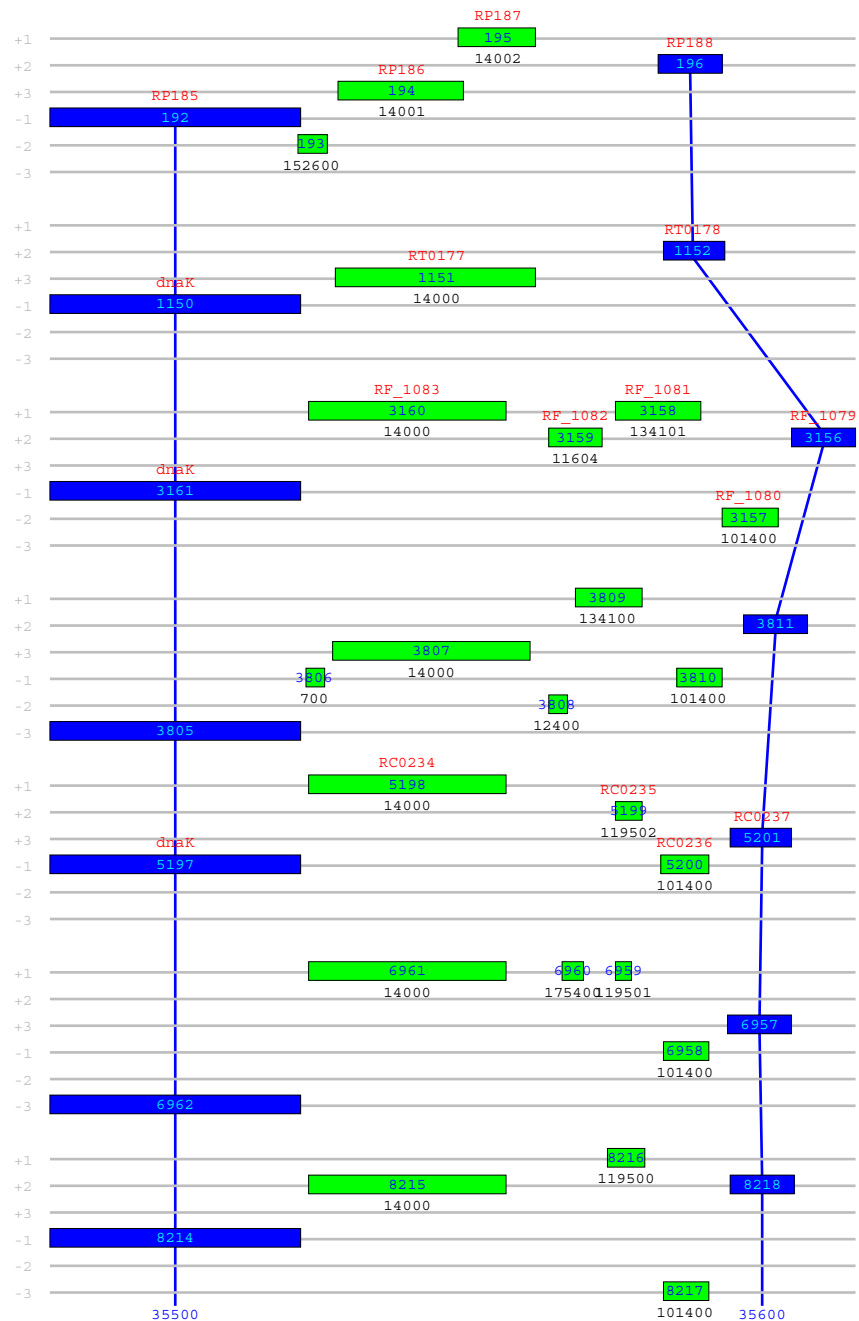 RP187
+1 195
14002 RP188
+2 196
RP186
+3 194
RP185 14001
-1 192
-2 193
152600
-3
+1
RT0178
+2 1152
RT0177
+3 1151
dnaK 14000
-1 1150
-2
-3
RF_1083 RF_1081
+1 3160 3158
14000 RF_1082 134101 RF_1079
+2 3159 3156
11604
+3
dnaK
-1 3161
RF_1080
-2 3157
101400
-3
+1 3809
134100
+2 3811
+3 3807
14000
-1 3806 3810
700 101400
-2 3808
12400
-3 3805
RC0234
+1 5198
14000 RC0235
+2 5199
119502 RC0237
+3 5201
dnaK RC0236
-1 5197 5200
101400
-2
-3
+1 6961 6960 6959
14000 175400 119501
+2
+3 6957
-1 6958
101400
-2
-3 6962
+1 8216
119500
+2 8215 8218
14000
+3
-1 8214
-2
-3 8217
35500 101400 35600